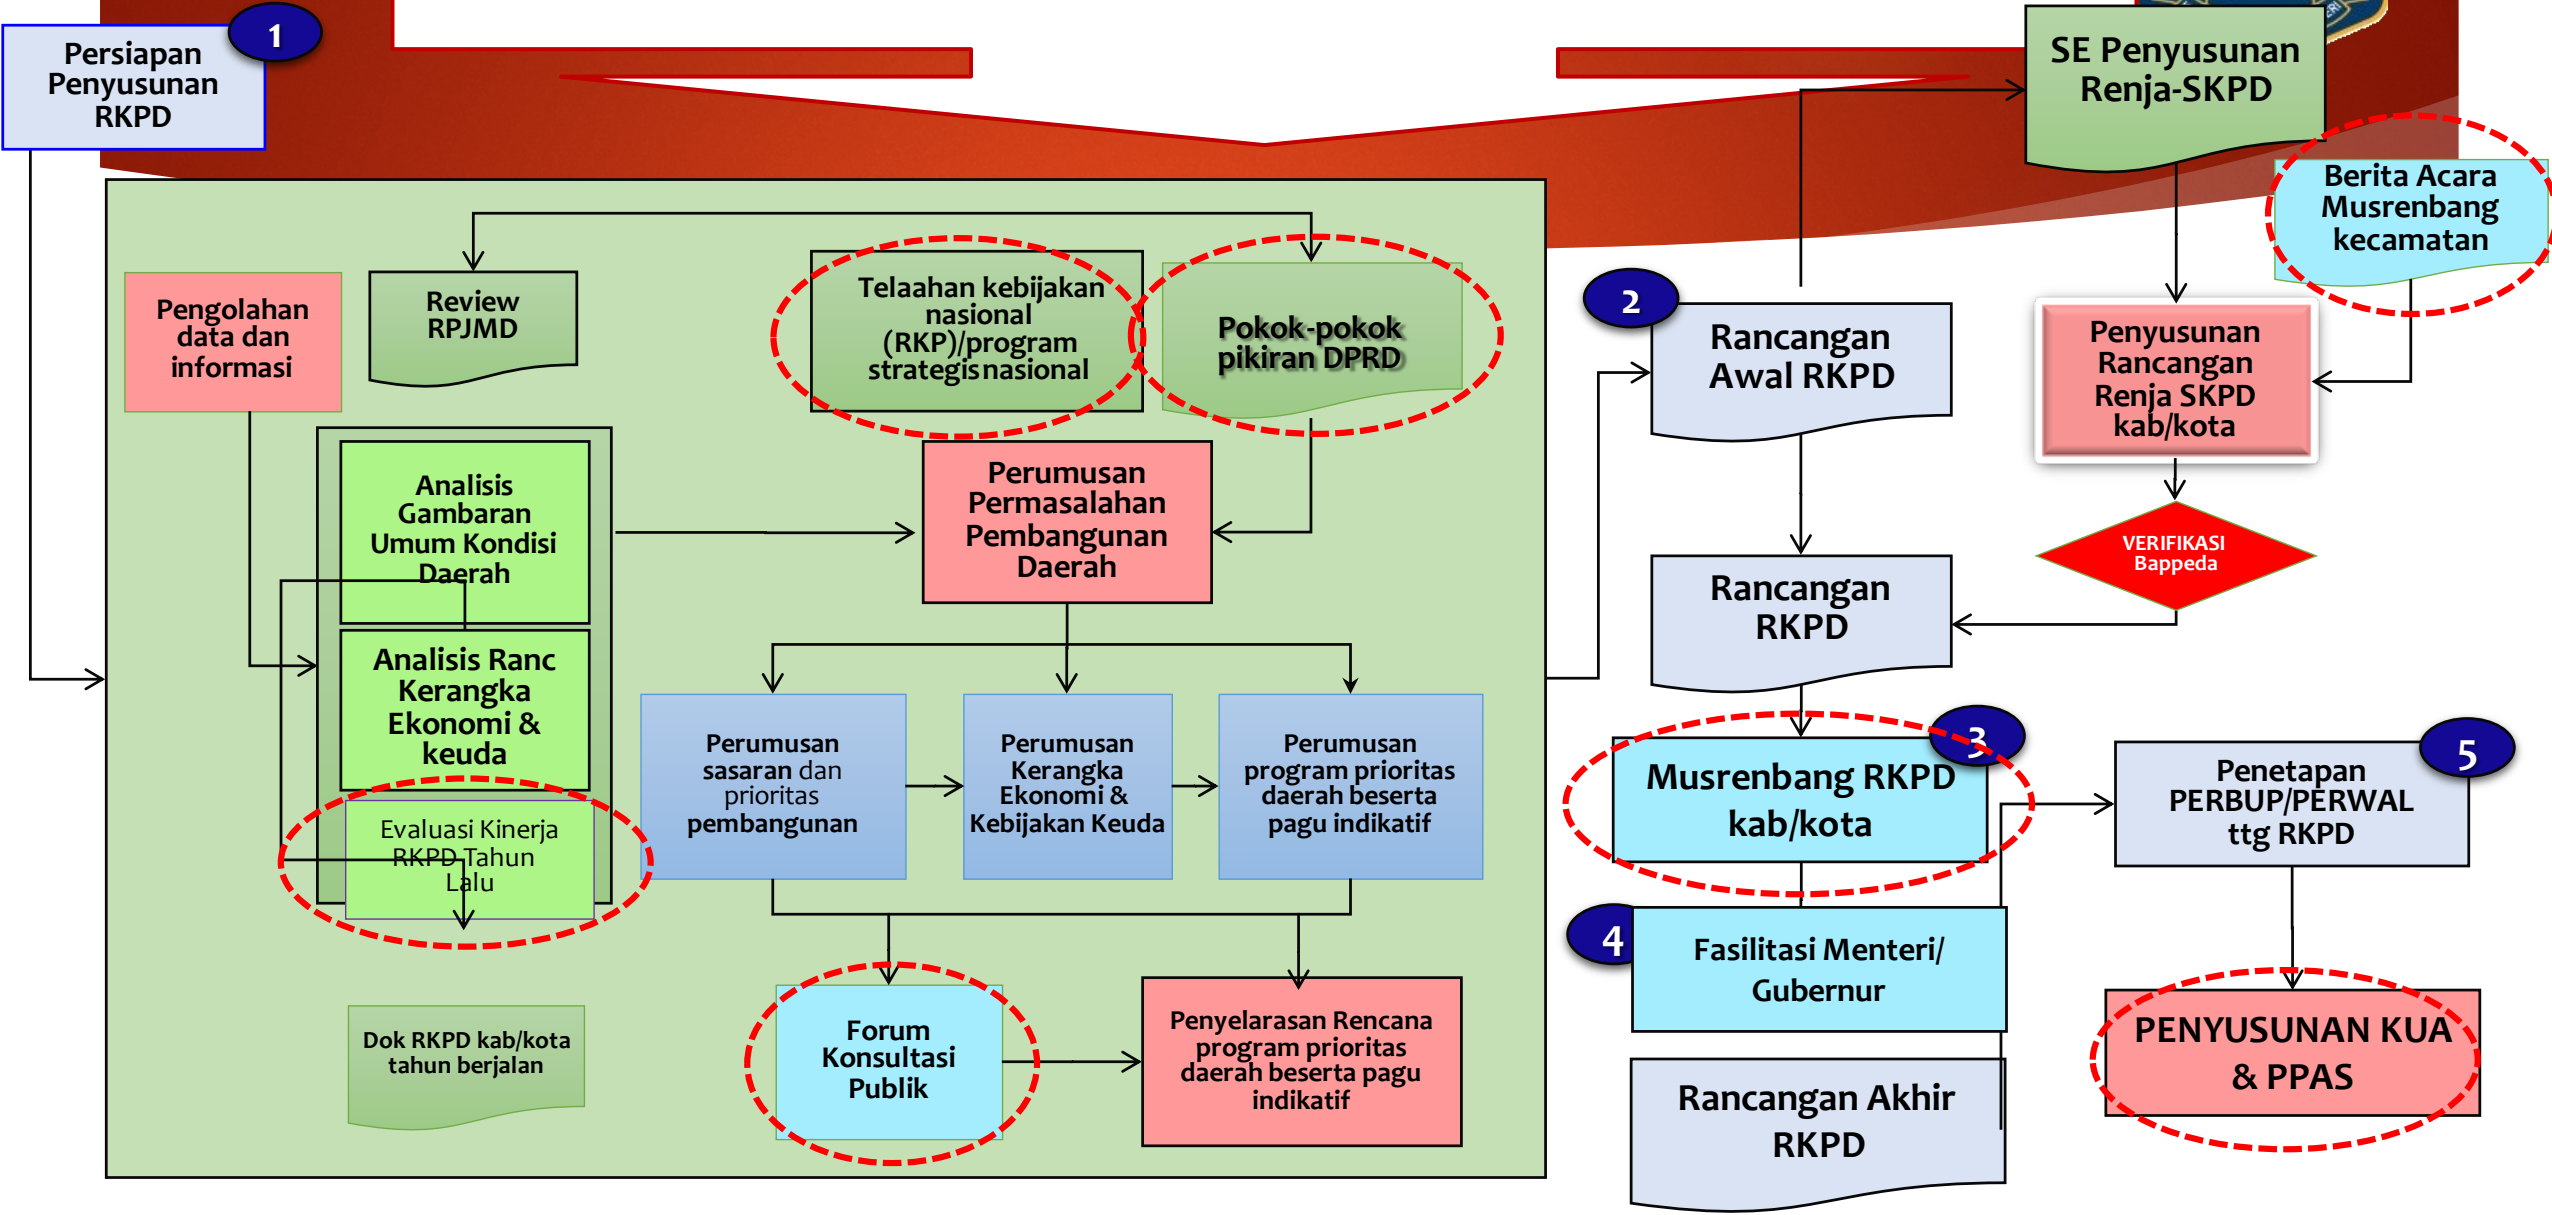 1
Persiapan
Penyusunan
RKPD
SE Penyusunan
Renja-SKPD
Berita Acara
Musrenbang
kecamatan
Pengolahan
data dan
informasi
Review
RPJMD
Telaahan kebijakan
nasional
(RKP)/program
strategis nasional
Pokok-pokok
pikiran DPRD
2
Rancangan
Awal RKPD
Penyusunan
Rancangan
Renja SKPD
kab/kota
Analisis
Gambaran
Umum Kondisi
Daerah
Perumusan
Permasalahan
Pembangunan
Daerah
VERIFIKASI
Bappeda
Rancangan
RKPD
Analisis Ranc
Kerangka
Ekonomi &
keuda
Perumusan
sasaran dan
prioritas
pembangunan
Perumusan
Kerangka
Ekonomi &
Kebijakan Keuda
Perumusan
program prioritas
daerah beserta
pagu indikatif
3
Musrenbang RKPD
kab/kota
5
Penetapan
PERBUP/PERWAL
ttg RKPD
Evaluasi Kinerja
RKPD Tahun
Lalu
4
Fasilitasi Menteri/
Gubernur
Dok RKPD kab/kota
tahun berjalan
Forum
Konsultasi
Publik
Penyelarasan Rencana
program prioritas
daerah beserta pagu
indikatif
PENYUSUNAN KUA
& PPAS
Rancangan Akhir
RKPD